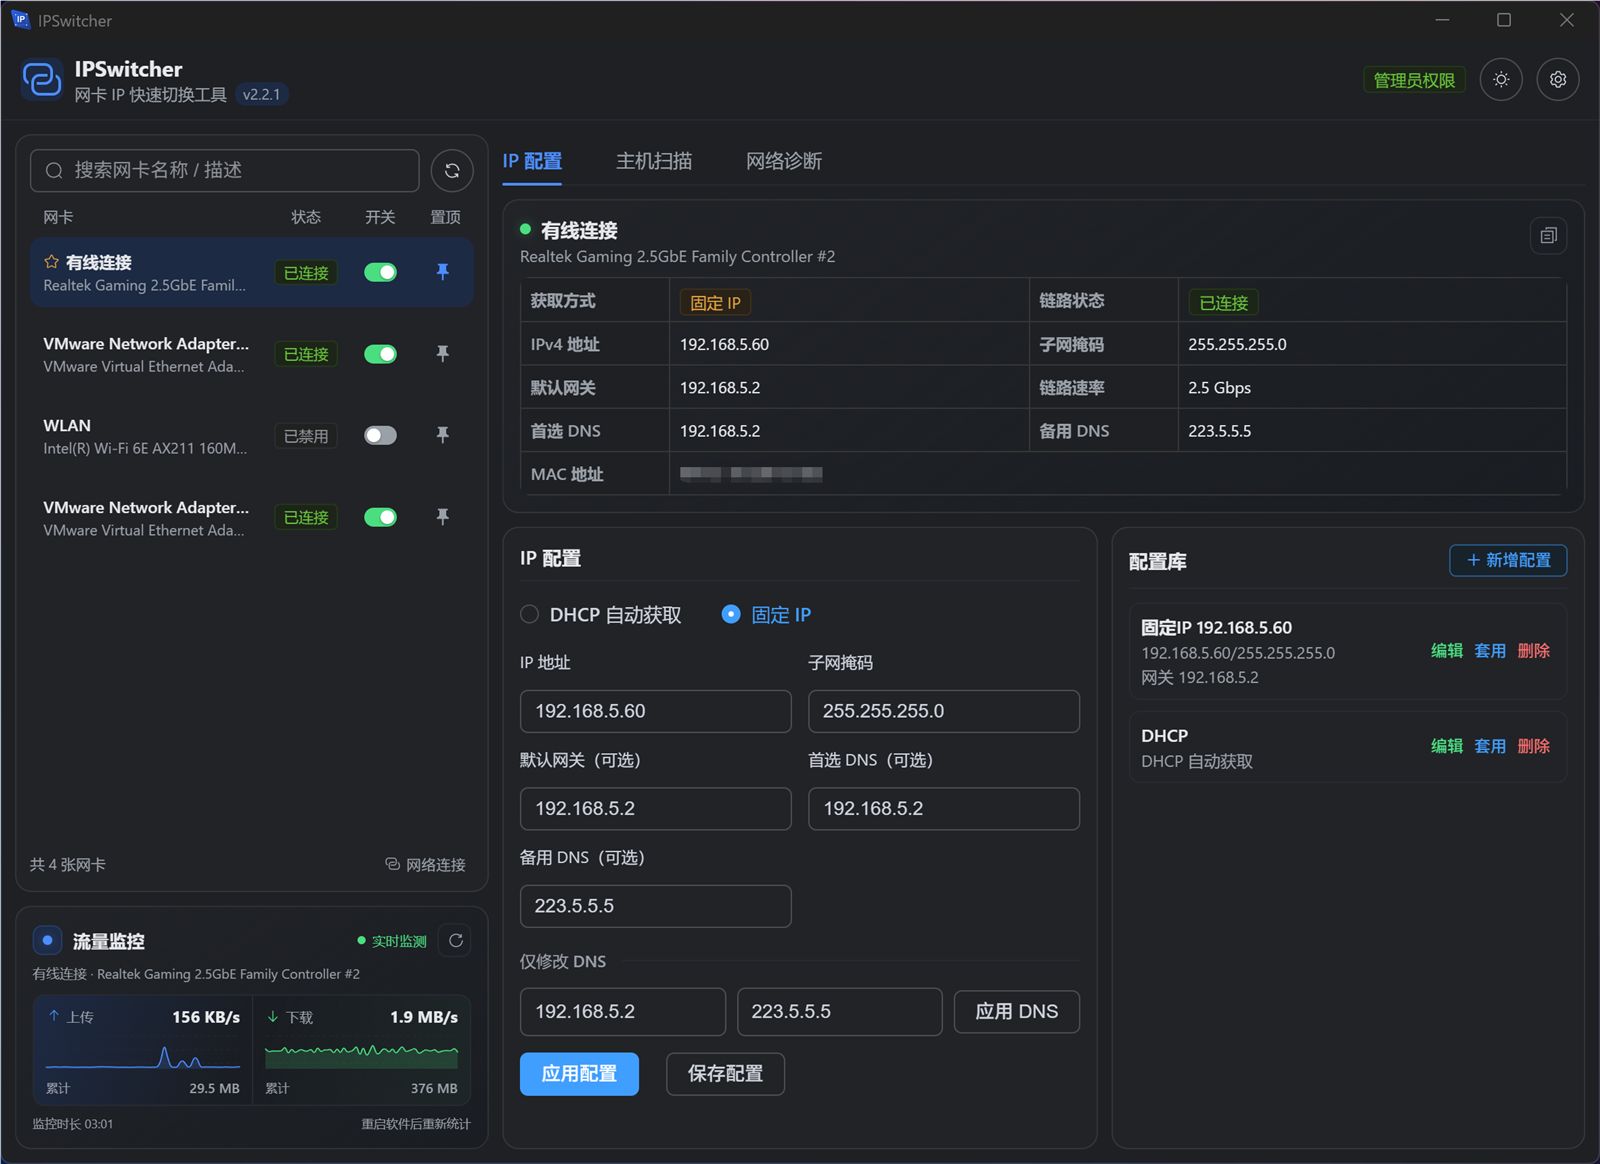 IPSwitcher
IPSwitcher
网卡 IP 快速切换工具 v2.2.1
管理员权限
搜索网卡名称 / 描述
网卡 状态 开关 置顶
有线连接
Realtek Gaming 2.5GbE Famil...
已连接
VMware Network Adapter...
VMware Virtual Ethernet Ada...
已连接
WLAN
Intel(R) Wi-Fi 6E AX211 160M...
已禁用
VMware Network Adapter...
VMware Virtual Ethernet Ada...
已连接
共 4 张网卡 网络连接
流量监控 实时监测
有线连接 · Realtek Gaming 2.5GbE Family Controller #2
上传 156 KB/s 下载 1.9 MB/s
累计 29.5 MB 累计 376 MB
监控时长 03:01 重启软件后重新统计
IP 配置 主机扫描 网络诊断
有线连接
Realtek Gaming 2.5GbE Family Controller #2
获取方式 固定 IP 链路状态 已连接
IPv4 地址 192.168.5.60 子网掩码 255.255.255.0
默认网关 192.168.5.2 链路速率 2.5 Gbps
首选 DNS 192.168.5.2 备用 DNS 223.5.5.5
MAC 地址
IP 配置
DHCP 自动获取 固定 IP
IP 地址 子网掩码
192.168.5.60 255.255.255.0
默认网关（可选） 首选 DNS（可选）
192.168.5.2 192.168.5.2
备用 DNS（可选）
223.5.5.5
仅修改 DNS
192.168.5.2 223.5.5.5 应用 DNS
应用配置 保存配置
配置库 + 新增配置
固定IP 192.168.5.60
192.168.5.60/255.255.255.0
网关 192.168.5.2
编辑 套用 删除
DHCP
DHCP 自动获取
编辑 套用 删除